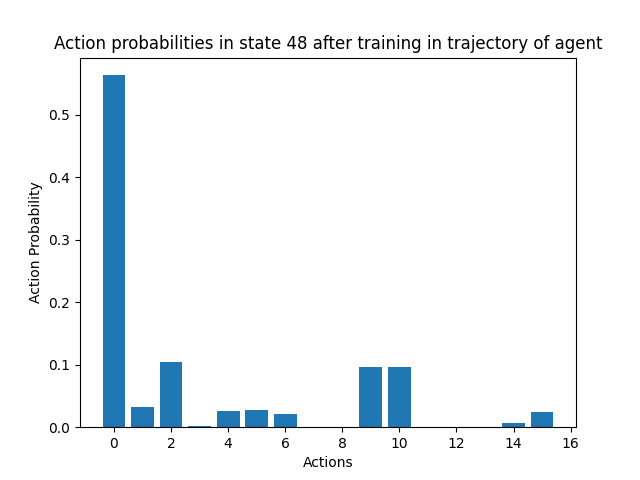 Action probabilities in state 48 after training in trajectory of agent
Action Probability
0.5
0.4
0.3
0.2
0.1
0.0
0 2 4 6 8 10 12 14 16
Actions